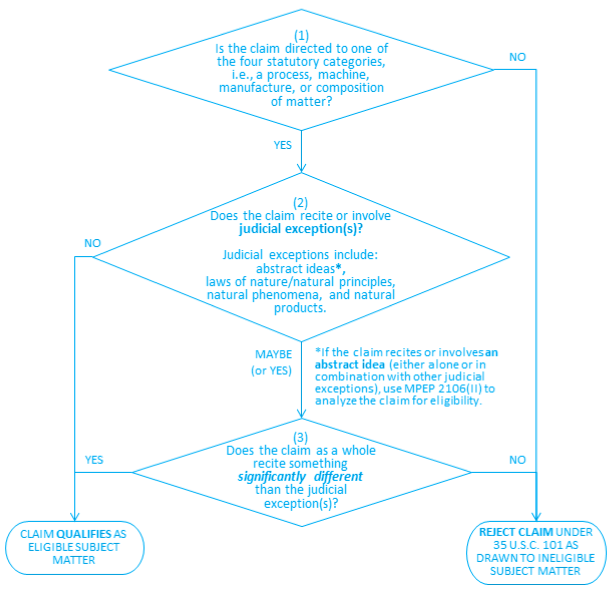 (1)
Is the claim directed to one of
the four statutory categories,
i.e., a process, machine,
manufacture, or composition
of matter?
NO
YES
(2)
Does the claim recite or involve
judicial exception(s)?
NO
Judicial exceptions include:
abstract ideas*,
laws of nature/natural principles,
natural phenomena, and natural
products.
MAYBE
(or YES)
*If the claim recites or involves an
abstract idea (either alone or in
combination with other judicial
exceptions), use MPEP 2106(II) to
analyze the claim for eligibility.
(3)
Does the claim as a whole
recite something
significantly different
than the judicial
exception(s)?
YES
NO
CLAIM QUALIFIES AS
ELIGIBLE SUBJECT
MATTER
REJECT CLAIM UNDER
35 U.S.C. 101 AS
DRAWN TO INELIGIBLE
SUBJECT MATTER